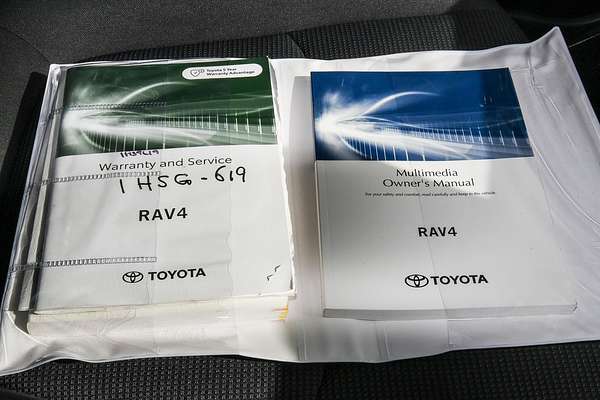 Toyota 5 Year
Warranty Advantage
Warranty and Service
1HSG-619
RAV4
TOYOTA
Multimedia
Owner's Manual
For your safety and comfort, read carefully and keep in the vehicle.
RAV4
TOYOTA